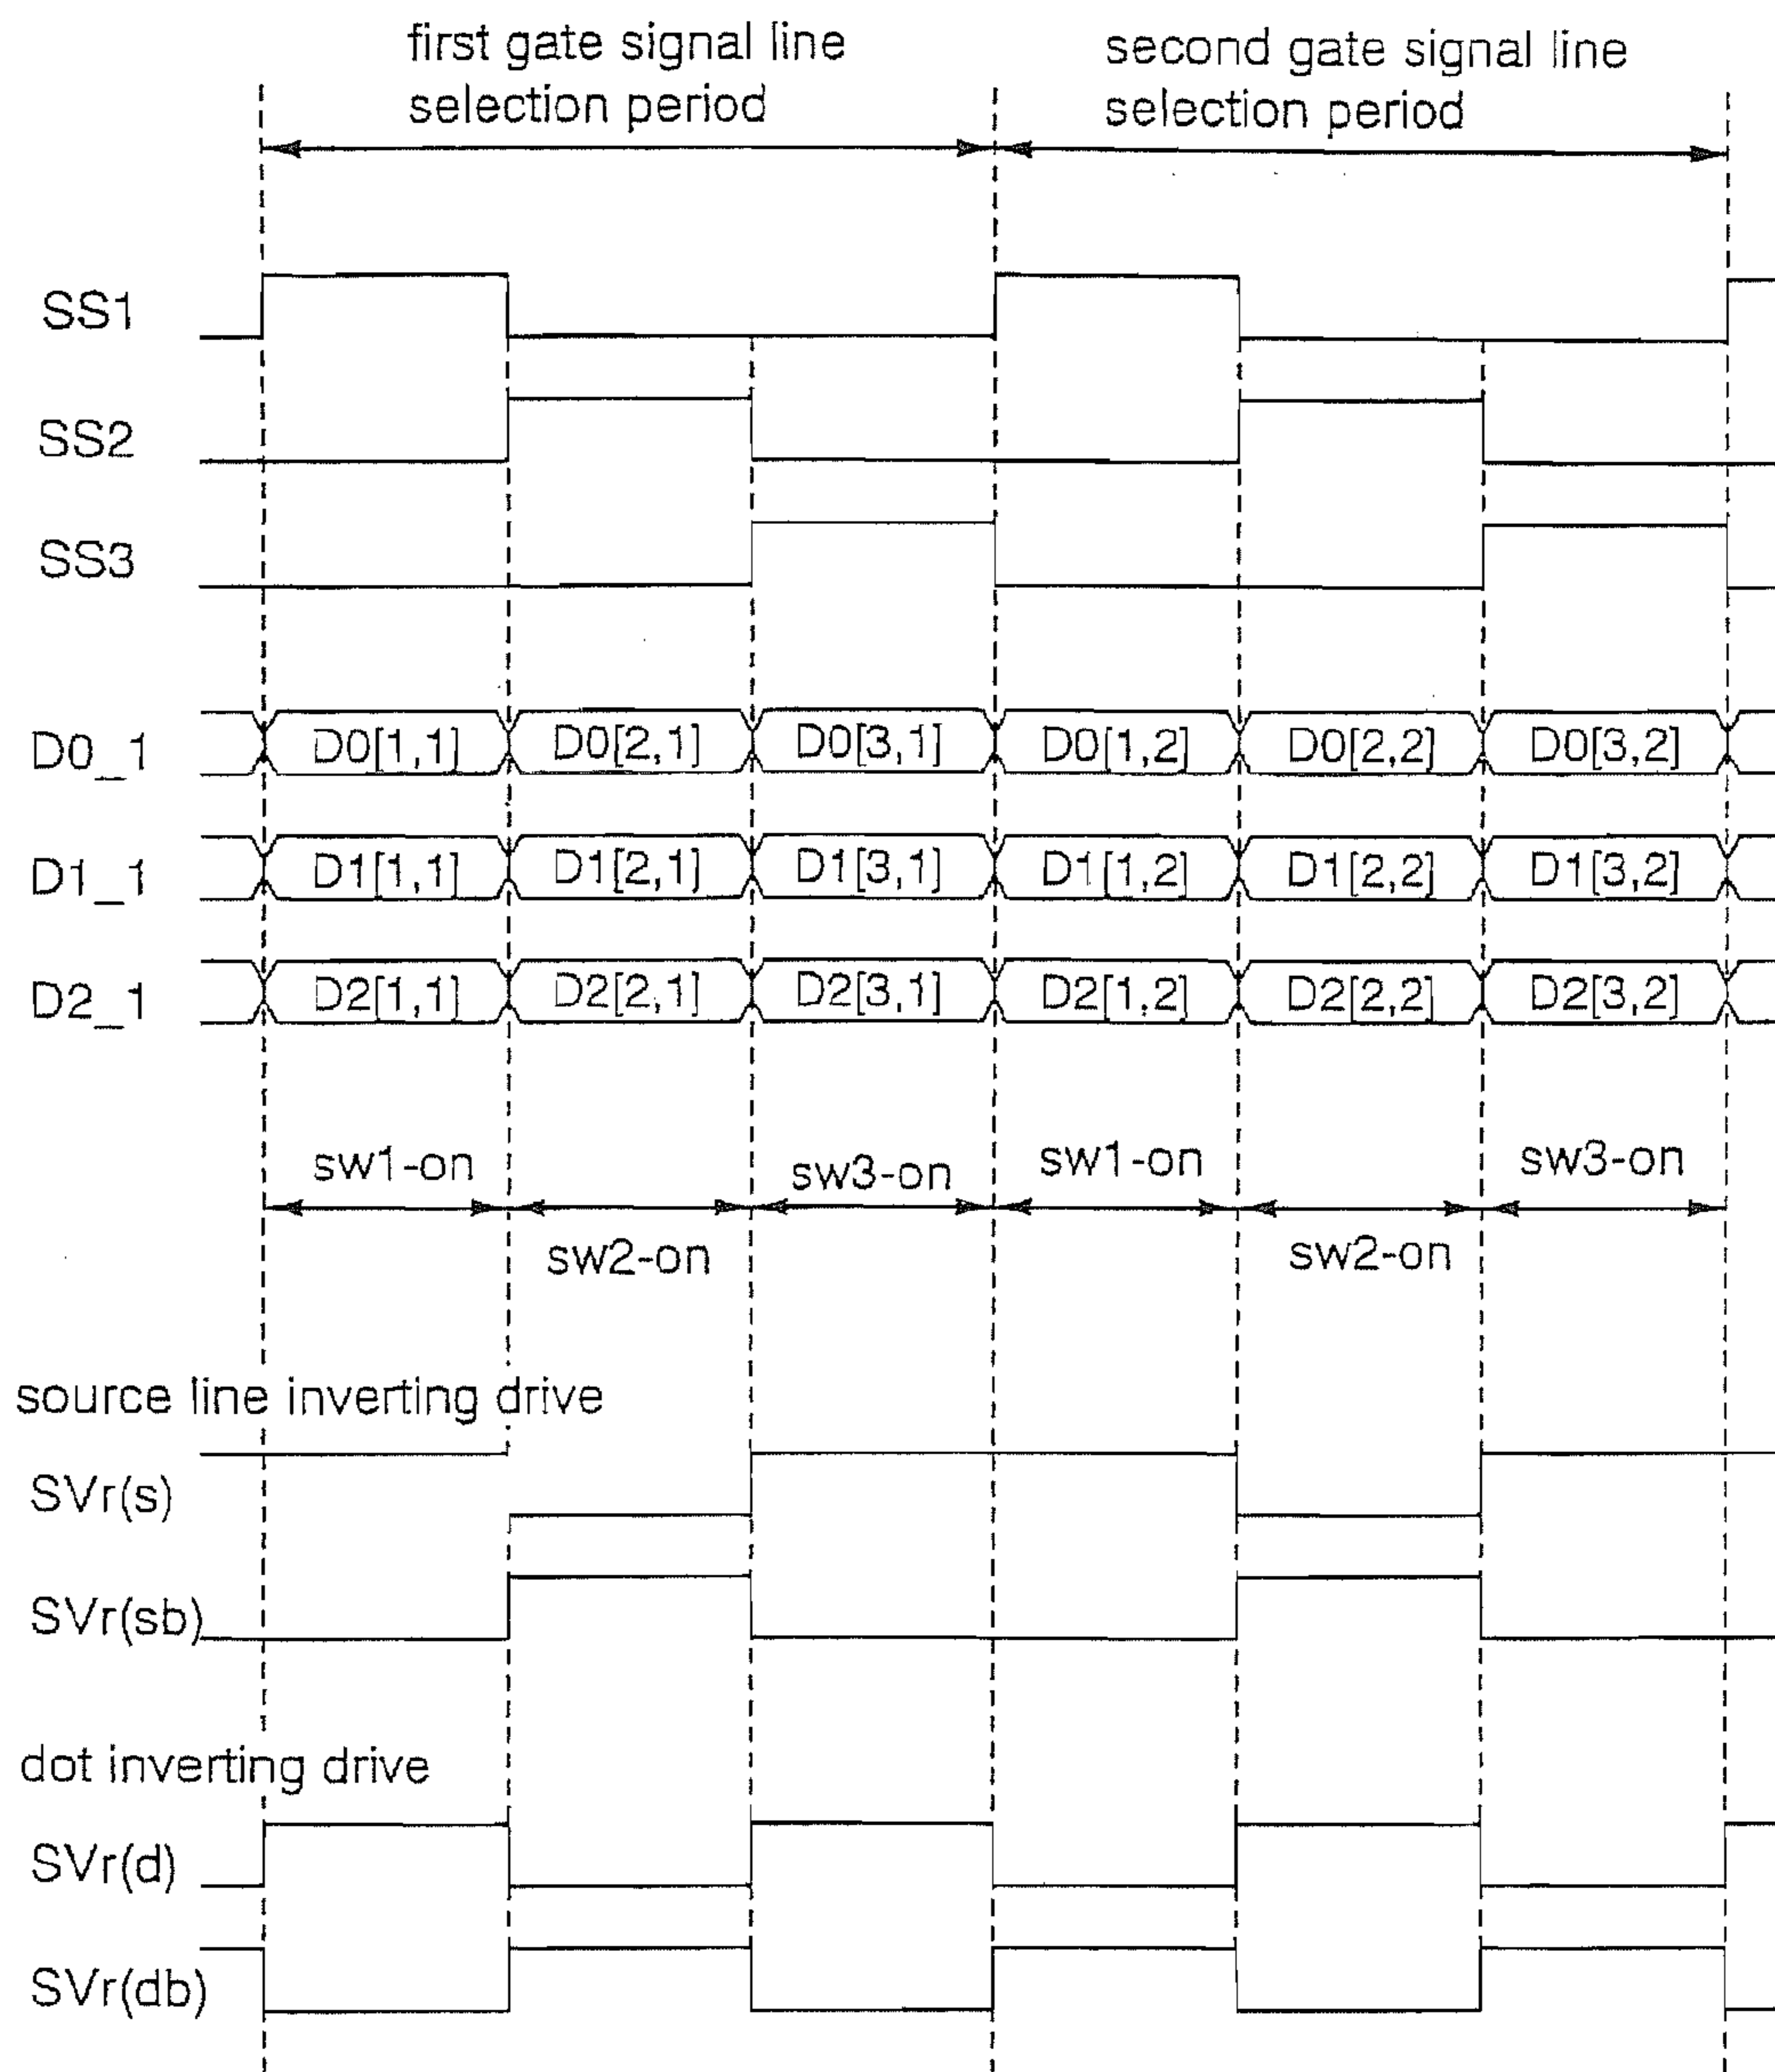 first gate signal line
selection period
second gate signal line
selection period
SS1
SS2
SS3
D0_1 D0[1,1] D0[2,1] D0[3,1] D0[1,2] D0[2,2] D0[3,2]
D1_1 D1[1,1] D1[2,1] D1[3,1] D1[1,2] D1[2,2] D1[3,2]
D2_1 D2[1,1] D2[2,1] D2[3,1] D2[1,2] D2[2,2] D2[3,2]
sw1-on sw3-on sw1-on sw3-on
sw2-on sw2-on
source line inverting drive
SVr(s)
SVr(sb)
dot inverting drive
SVr(d)
SVr(db)